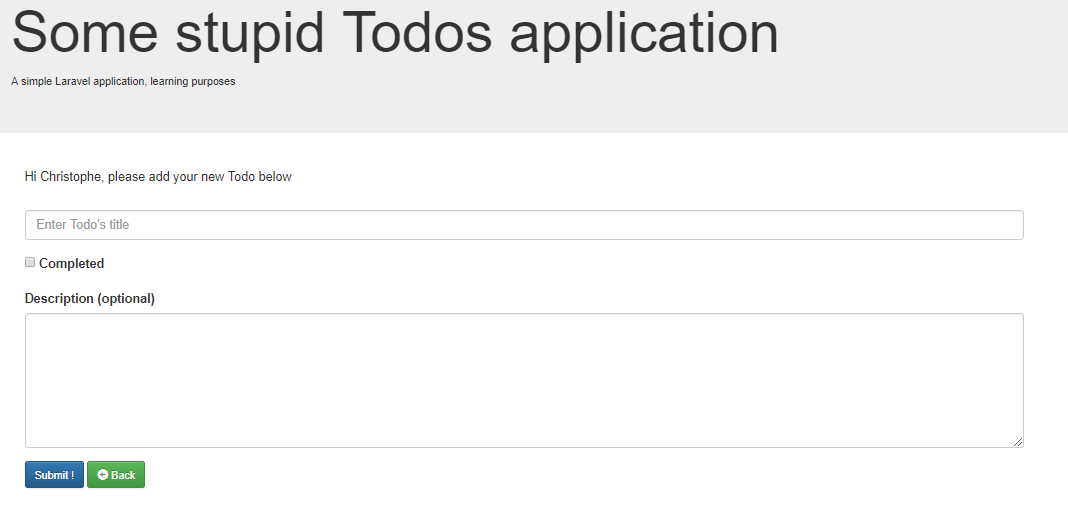 Some stupid Todos application
A simple Laravel application, learning purposes
Hi Christophe, please add your new Todo below
Enter Todo's title
Completed
Description (optional)
Submit ! Back